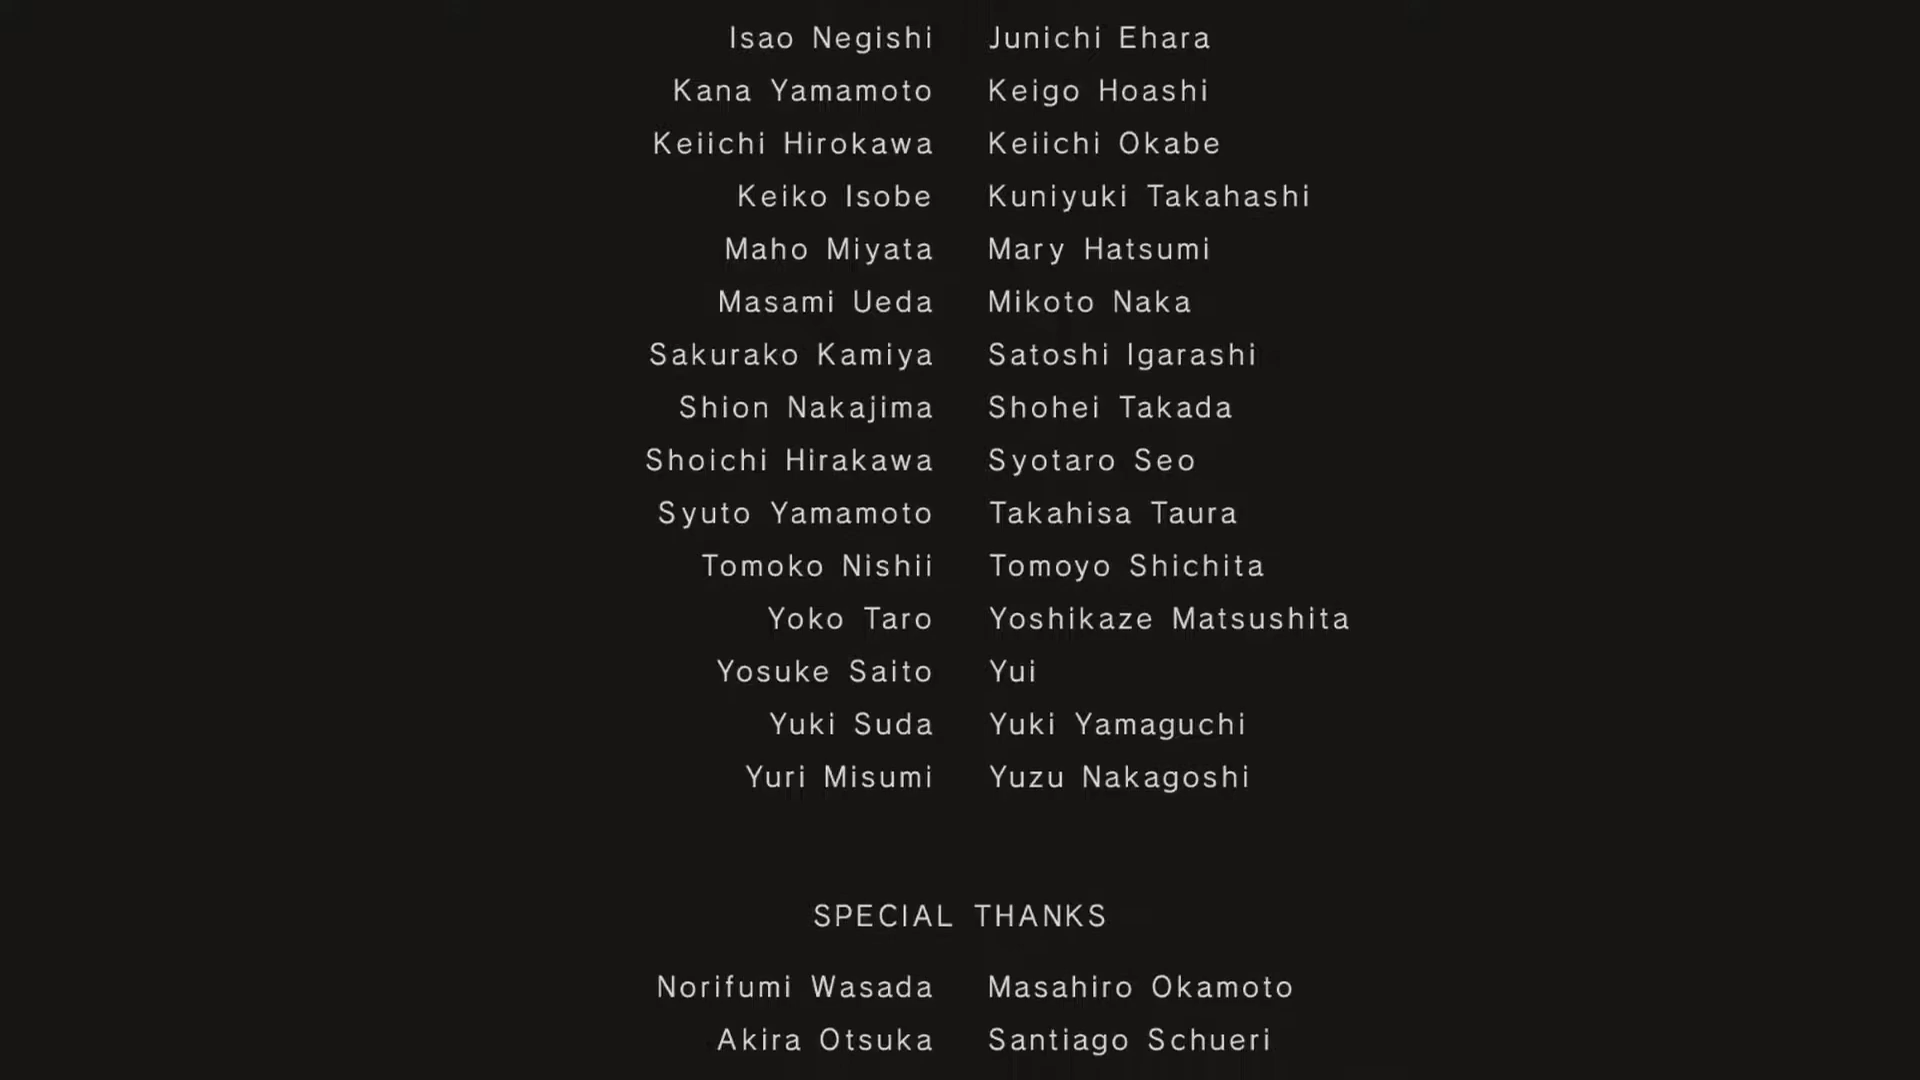 Isao Negishi Junichi Ehara
Kana Yamamoto Keigo Hoashi
Keiichi Hirokawa Keiichi Okabe
Keiko Isobe Kuniyuki Takahashi
Maho Miyata Mary Hatsumi
Masami Ueda Mikoto Naka
Sakurako Kamiya Satoshi Igarashi
Shion Nakajima Shohei Takada
Shoichi Hirakawa Syotaro Seo
Syuto Yamamoto Takahisa Taura
Tomoko Nishii Tomoyo Shichita
Yoko Taro Yoshikaze Matsushita
Yosuke Saito Yui
Yuki Suda Yuki Yamaguchi
Yuri Misumi Yuzu Nakagoshi
SPECIAL THANKS
Norifumi Wasada Masahiro Okamoto
Akira Otsuka Santiago Schueri